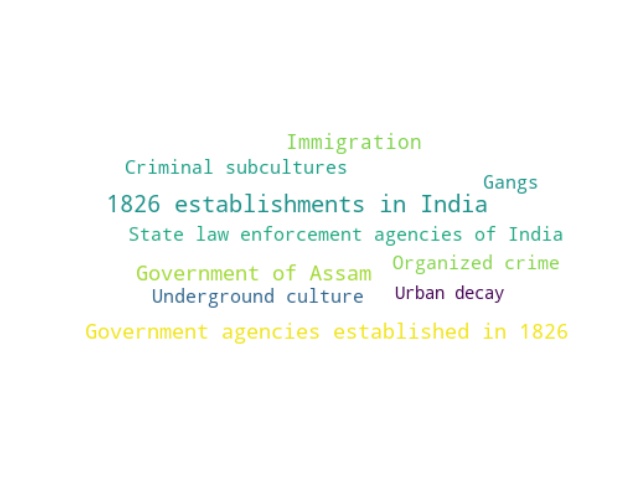 Immigration
Criminal subcultures
Gangs
1826 establishments in India
State law enforcement agencies of India
Organized crime
Government of Assam
Urban decay
Underground culture
Government agencies established in 1826